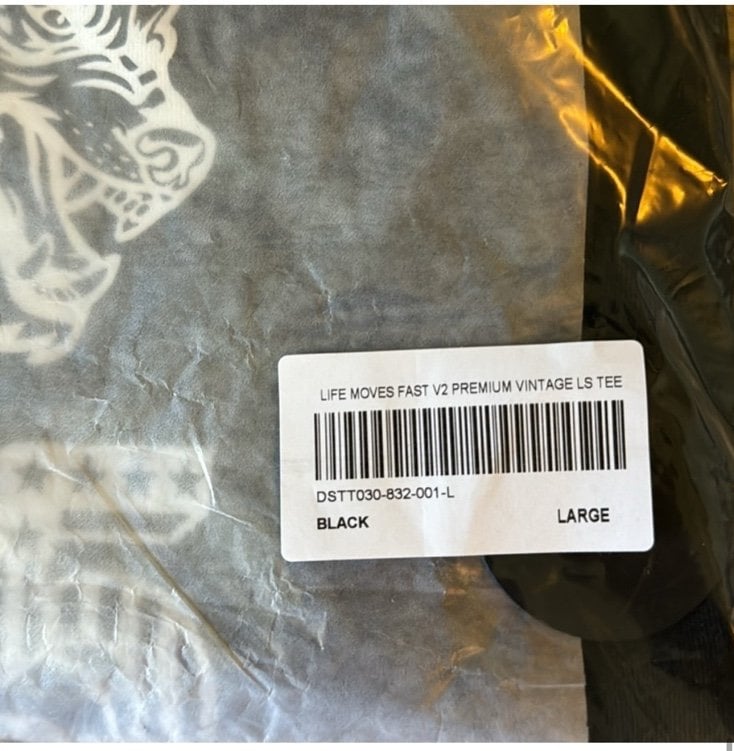 LIFE MOVES FAST V2 PREMIUM VINTAGE LS TEE
DSTT030-832-001-L
BLACK
LARGE